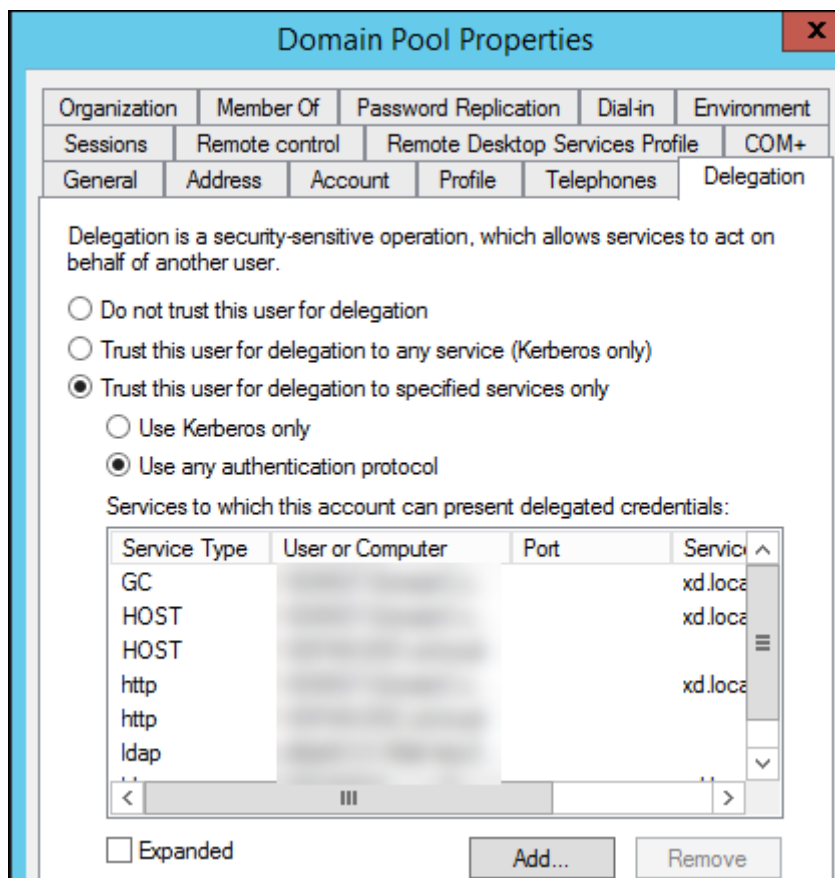 Domain Pool Properties
x
Organization Member Of Password Replication Dial-in Environment
Sessions Remote control Remote Desktop Services Profile COM+
General Address Account Profile Telephones Delegation
Delegation is a security-sensitive operation, which allows services to act on
behalf of another user.
Do not trust this user for delegation
Trust this user for delegation to any service (Kerberos only)
Trust this user for delegation to specified services only
Use Kerberos only
Use any authentication protocol
Services to which this account can present delegated credentials:
Service Type User or Computer Port Servic
GC xd.loca
HOST xd.loca
HOST
http xd.loca
http
ldap
Expanded Add... Remove